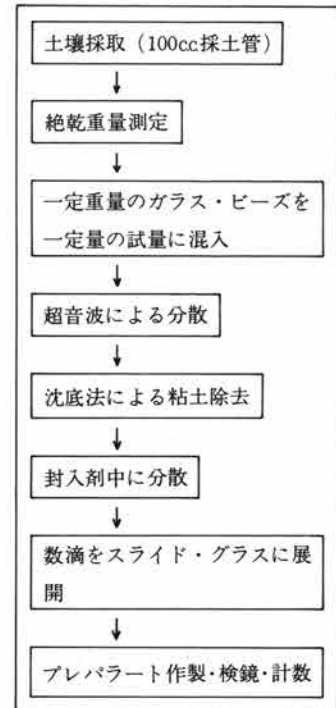 土壌採取（100cc採土管）
↓
絶乾重量測定
↓
一定重量のガラス・ビーズを
一定量の試量に混入
↓
超音波による分散
↓
沈底法による粘土除去
↓
封入剤中に分散
↓
数滴をスライド・グラスに展
開
↓
プレパラート作製・検鏡・計数